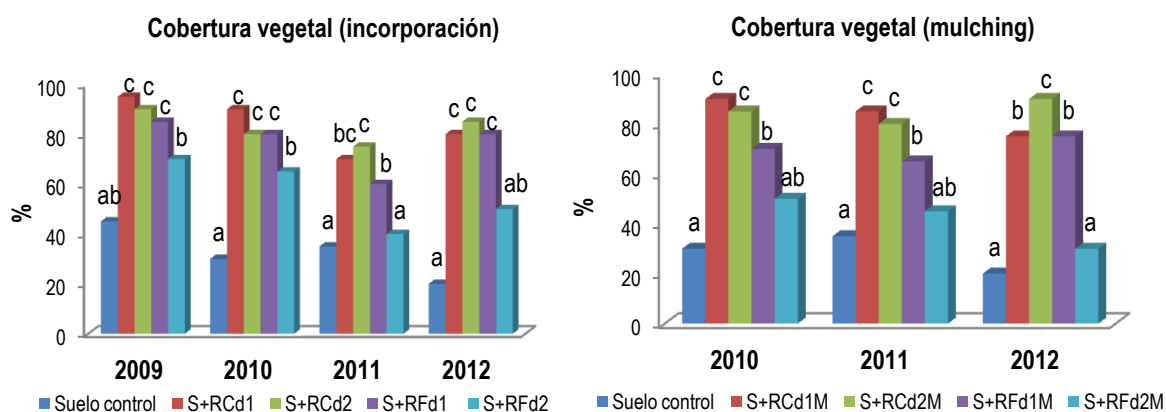 Cobertura vegetal (incorporación)
100
80
60
40
20
0
%
ab c c c b
a c c c b
a bc c b a
a c c c ab
2009 2010 2011 2012
Suelo control S+RCd1 S+RCd2 S+RFd1 S+RFd2
Cobertura vegetal (mulching)
100
80
60
40
20
0
%
a c c b ab
a c c b ab
a b c b a
2010 2011 2012
Suelo control S+RCd1M S+RCd2M S+RFd1M S+RFd2M